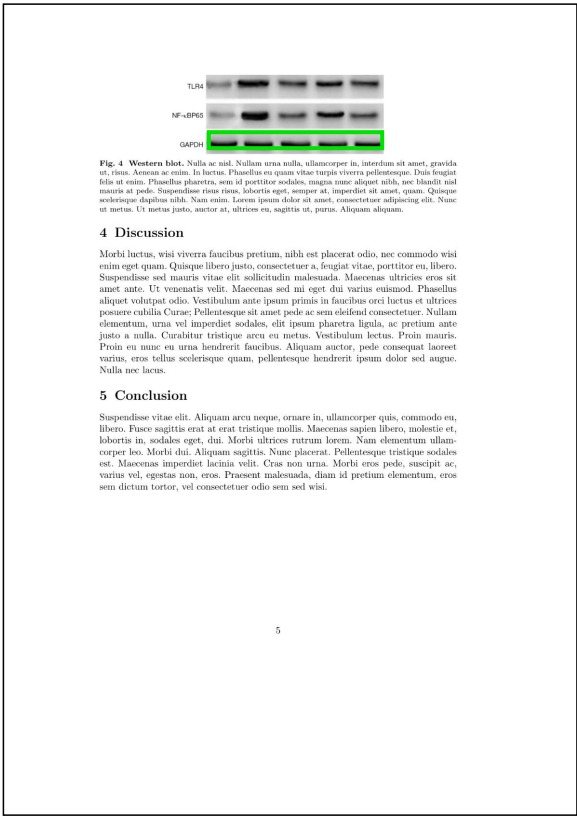 TLR4
NF-κBP65
GAPDH
Fig. 4 Western blot. Nulla ac nisl. Nullam urna nulla, ullamcorper in, interdum sit amet, gravida
ut, risus. Aenean ac enim. In luctus. Phasellus eu quam vitae turpis viverra pellentesque. Duis feugiat
felis ut enim. Phasellus pharetra, sem id porttitor sodales, magna nunc aliquet nibh, nec blandit nisl
mauris at pede. Suspendisse risus risus, lobortis eget, semper at, imperdiet sit amet, quam. Quisque
scelerisque dapibus nibh. Nam enim. Lorem ipsum dolor sit amet, consectetuer adipiscing elit. Nunc
ut metus. Ut metus justo, auctor at, ultrices eu, sagittis ut, purus. Aliquam aliquam.
4 Discussion
Morbi luctus, wisi viverra faucibus pretium, nibh est placerat odio, nec commodo wisi
enim eget quam. Quisque libero justo, consectetuer a, feugiat vitae, porttitor eu, libero.
Suspendisse sed mauris vitae elit sollicitudin malesuada. Maecenas ultricies eros sit
amet ante. Ut venenatis velit. Maecenas sed mi eget dui varius euismod. Phasellus
aliquet volutpat odio. Vestibulum ante ipsum primis in faucibus orci luctus et ultrices
posuere cubilia Curae; Pellentesque sit amet pede ac sem eleifend consectetuer. Nullam
elementum, urna vel imperdiet sodales, elit ipsum pharetra ligula, ac pretium ante
justo a nulla. Curabitur tristique arcu eu metus. Vestibulum lectus. Proin mauris.
Proin eu nunc eu urna hendrerit faucibus. Aliquam auctor, pede consequat laoreet
varius, eros tellus scelerisque quam, pellentesque hendrerit ipsum dolor sed augue.
Nulla nec lacus.
5 Conclusion
Suspendisse vitae elit. Aliquam arcu neque, ornare in, ullamcorper quis, commodo eu,
libero. Fusce sagittis erat at erat tristique mollis. Maecenas sapien libero, molestie et,
lobortis in, sodales eget, dui. Morbi ultrices rutrum lorem. Nam elementum ullam-
corper leo. Morbi dui. Aliquam sagittis. Nunc placerat. Pellentesque tristique sodales
est. Maecenas imperdiet lacinia velit. Cras non urna. Morbi eros pede, suscipit ac,
varius vel, egestas non, eros. Praesent malesuada, diam id pretium elementum, eros
sem dictum tortor, vel consectetuer odio sem sed wisi.
5